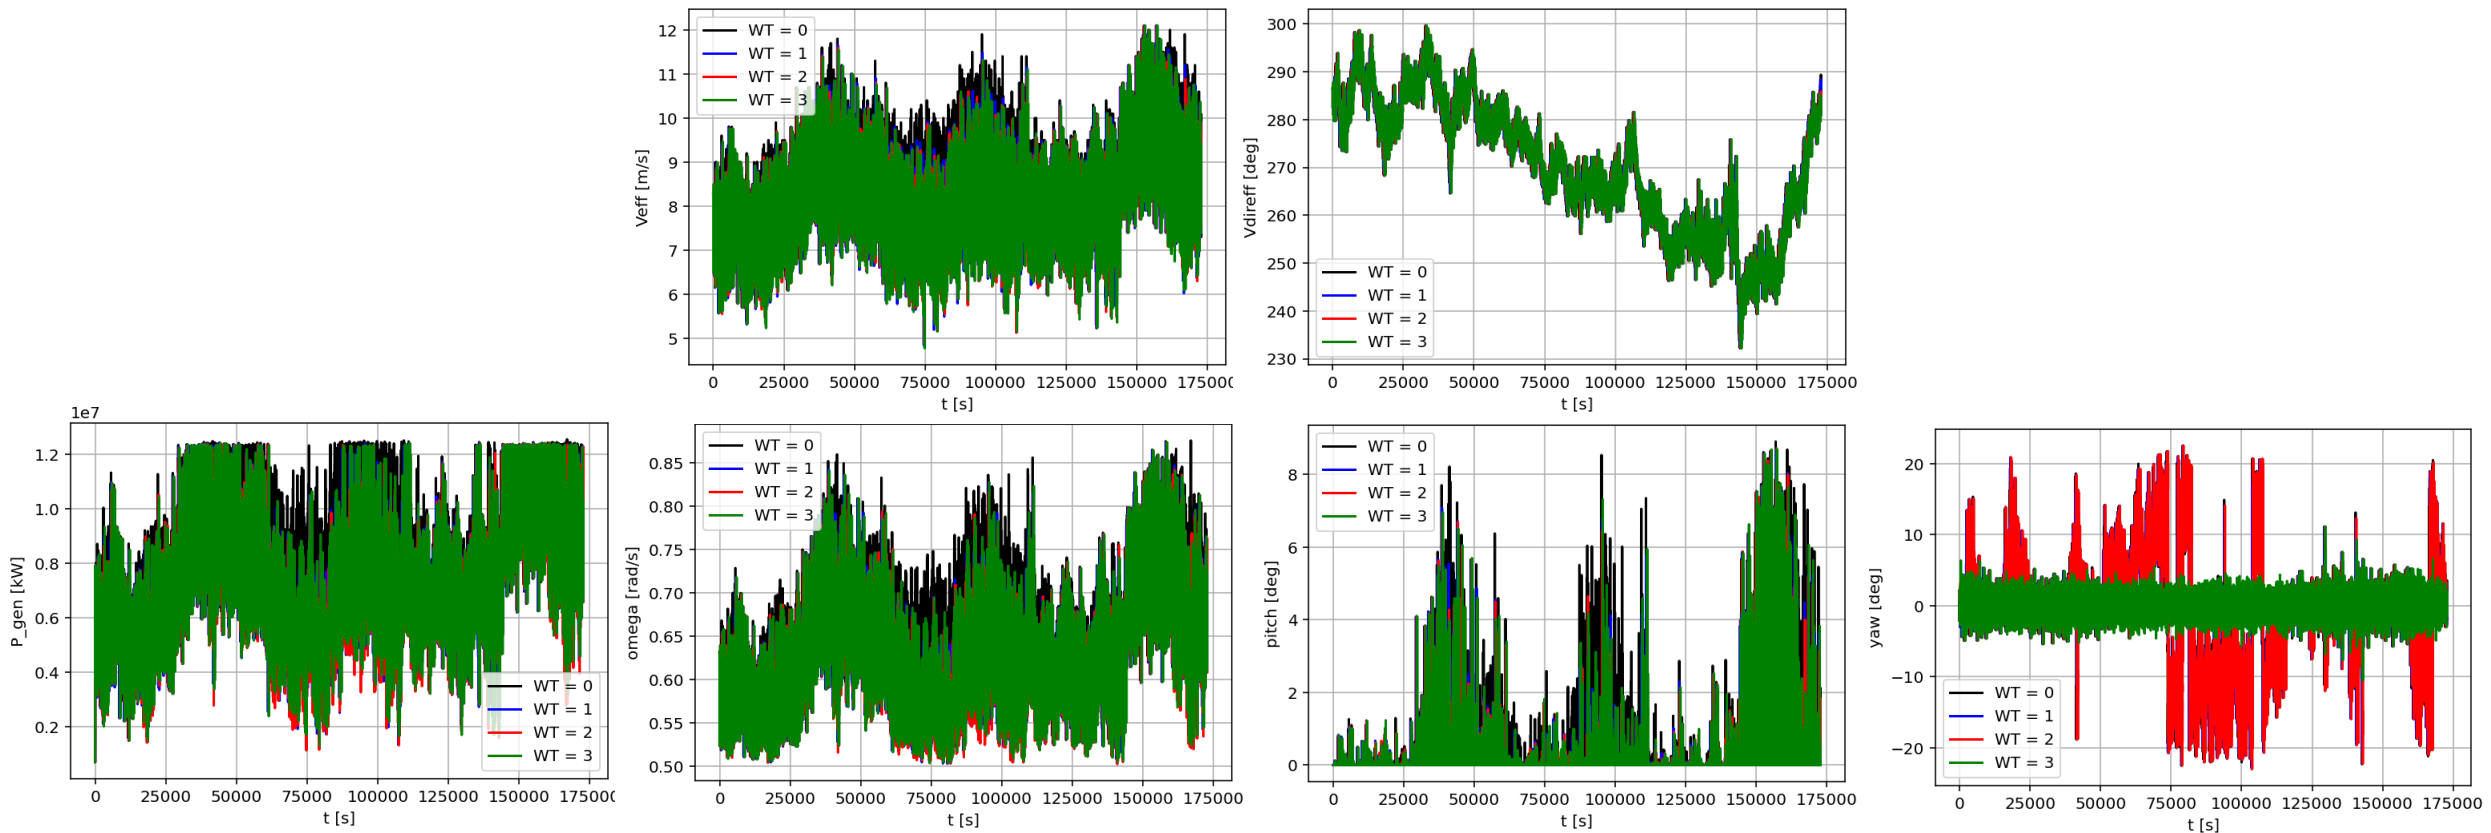 12
11
10
9
8
7
6
5
Veff [m/s]
WT = 0
WT = 1
WT = 2
WT = 3
0 25000 50000 75000 100000 125000 150000 175000
t [s]
300
290
280
270
260
250
240
230
Vdireff [deg]
WT = 0
WT = 1
WT = 2
WT = 3
0 25000 50000 75000 100000 125000 150000 175000
t [s]
1e7
1.2
1.0
0.8
0.6
0.4
0.2
P_gen [kW]
WT = 0
WT = 1
WT = 2
WT = 3
0 25000 50000 75000 100000 125000 150000 17500
t [s]
0.85
0.80
0.75
0.70
0.65
0.60
0.55
0.50
omega [rad/s]
WT = 0
WT = 1
WT = 2
WT = 3
0 25000 50000 75000 100000 125000 150000 175000
t [s]
8
6
4
2
0
pitch [deg]
WT = 0
WT = 1
WT = 2
WT = 3
0 25000 50000 75000 100000 125000 150000 175000
t [s]
20
10
0
−10
−20
yaw [deg]
WT = 0
WT = 1
WT = 2
WT = 3
0 25000 50000 75000 100000 125000 150000 175000
t [s]